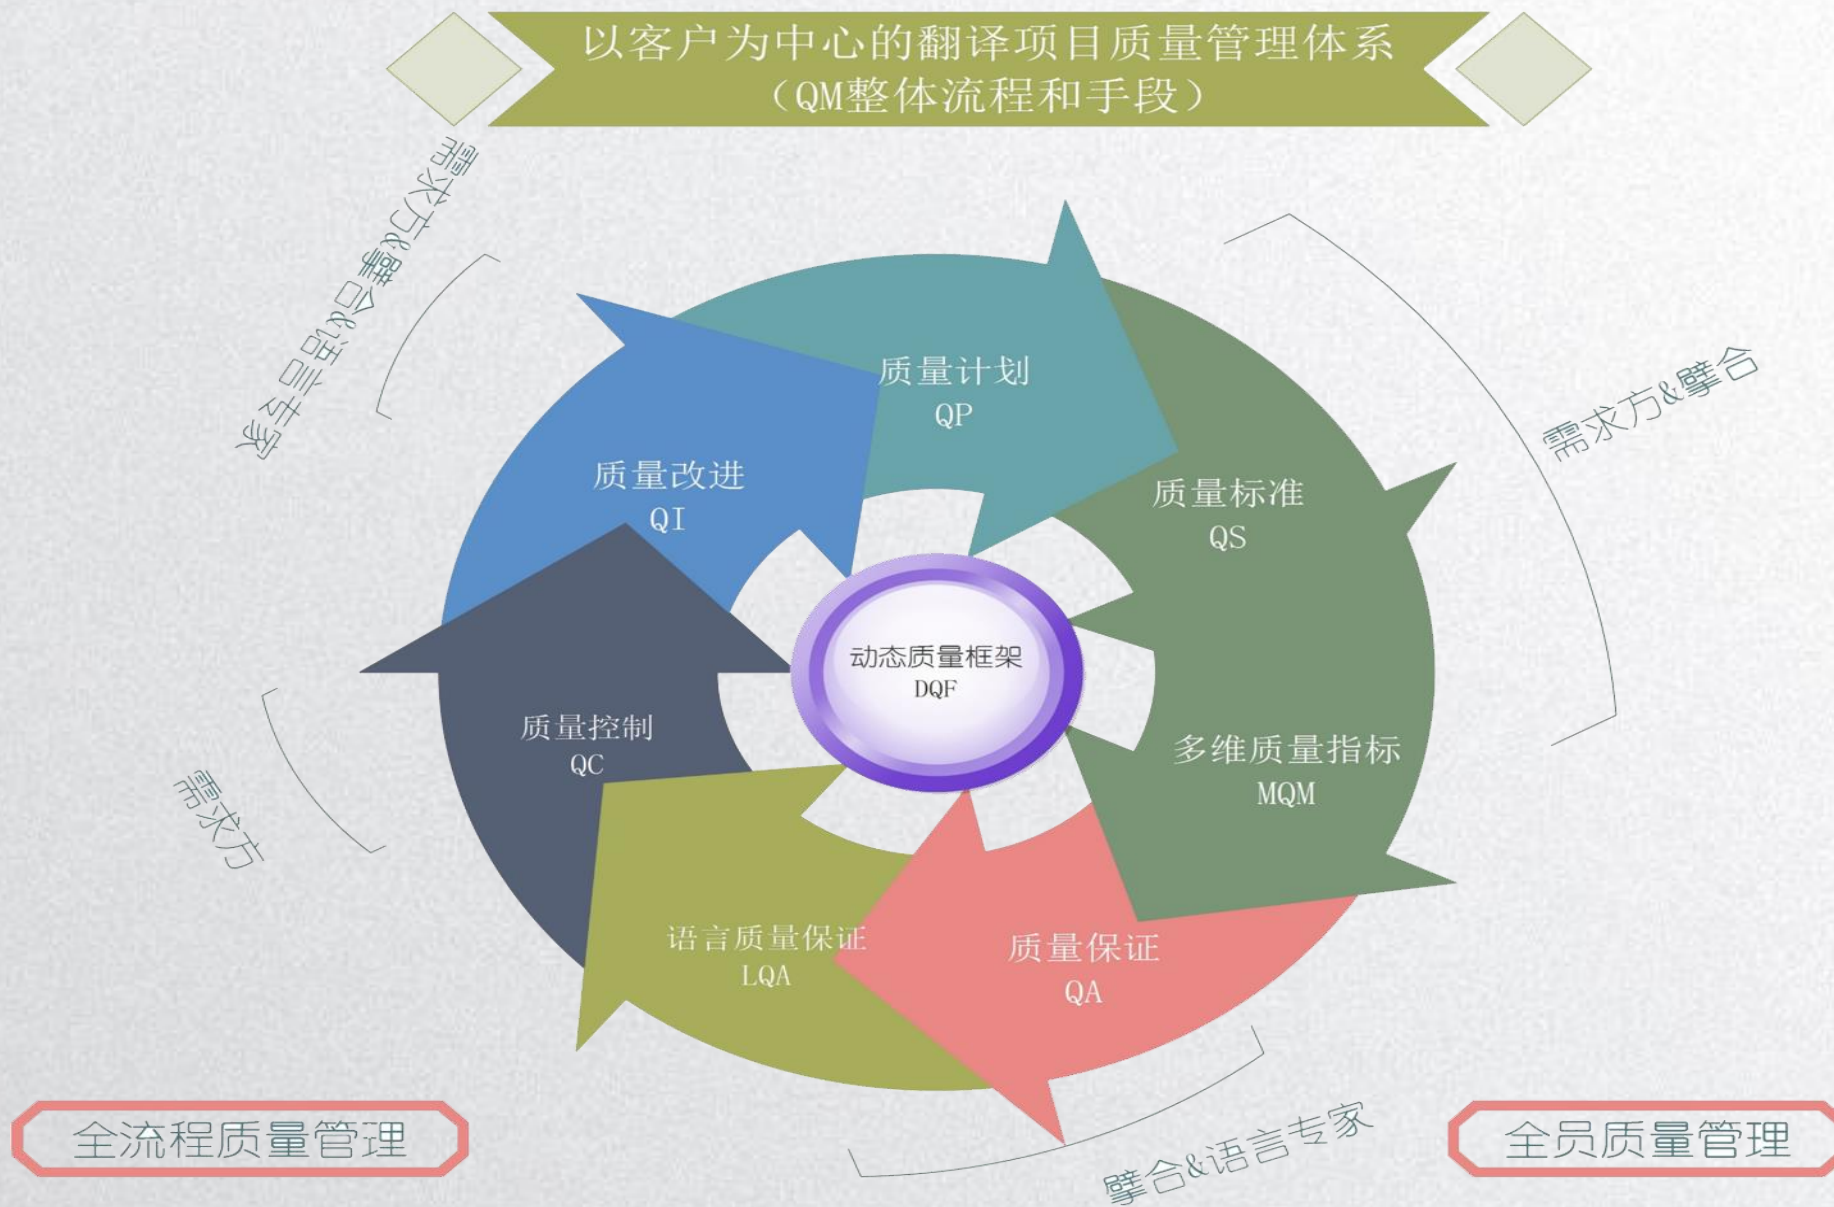 以客户为中心的翻译项目质量管理体系
（QM整体流程和手段）
需求方&擘合&语言专家
质量计划
QP
需求方&擘合
质量改进
QI
质量标准
QS
动态质量框架
DQF
质量控制
QC
多维质量指标
MQM
需求方
语言质量保证
LQA
质量保证
QA
擘合&语言专家
全流程质量管理
全员质量管理